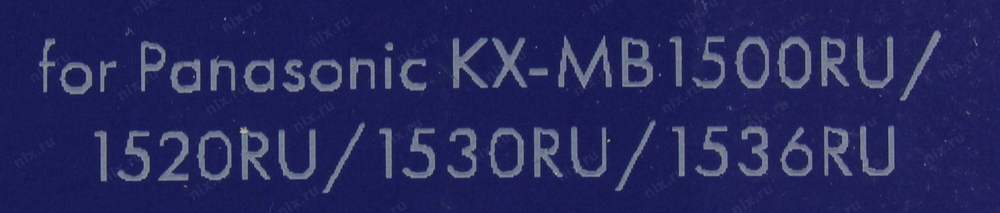 for Panasonic KX-MB1500RU/
1520RU/1530RU/1536RU